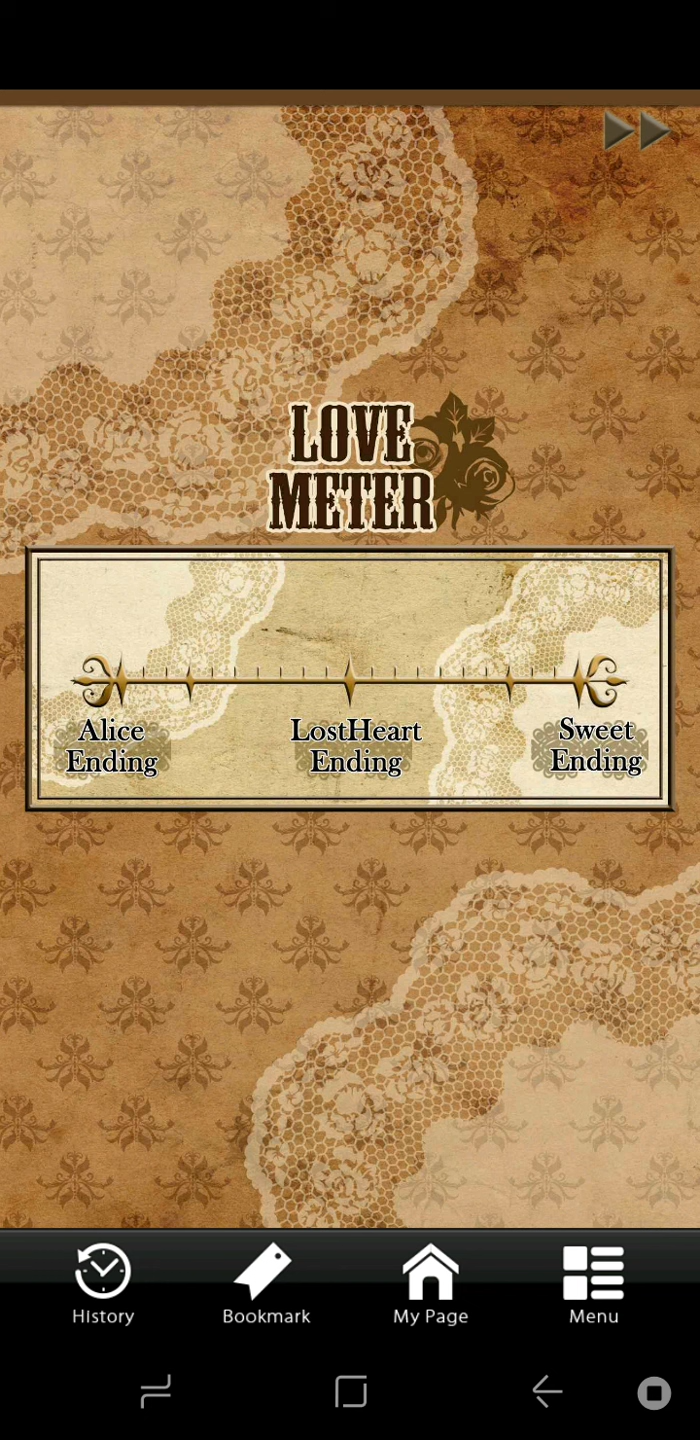 LOVE
METER
Alice
Ending
LostHeart
Ending
Sweet
Ending
History
Bookmark
My Page
Menu